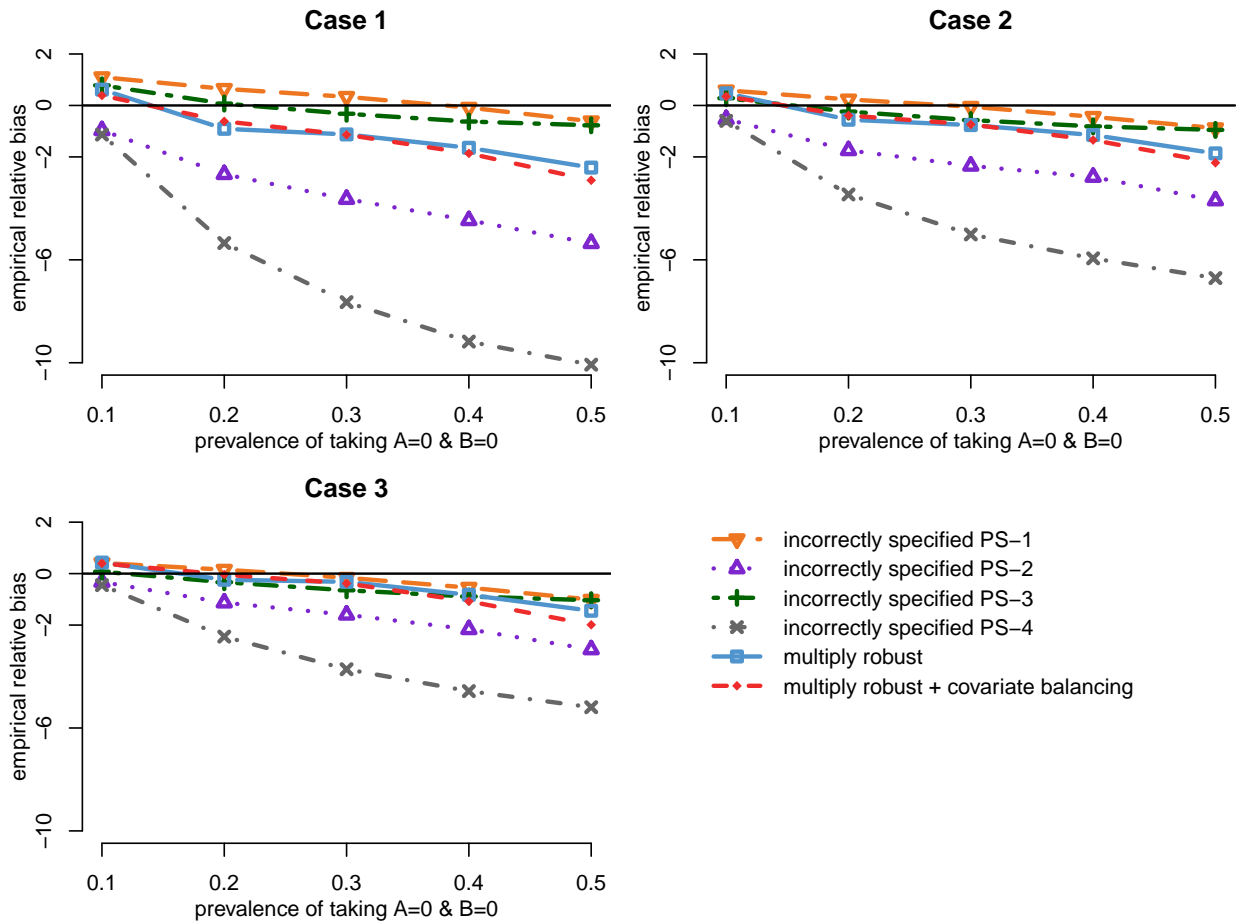 Case 1
empirical relative bias
2
0
−2
−6
−10
0.1 0.2 0.3 0.4 0.5
prevalence of taking A=0 & B=0
Case 2
empirical relative bias
2
0
−2
−6
−10
0.1 0.2 0.3 0.4 0.5
prevalence of taking A=0 & B=0
Case 3
empirical relative bias
2
0
−2
−6
−10
0.1 0.2 0.3 0.4 0.5
prevalence of taking A=0 & B=0
incorrectly specified PS−1
incorrectly specified PS−2
incorrectly specified PS−3
incorrectly specified PS−4
multiply robust
multiply robust + covariate balancing